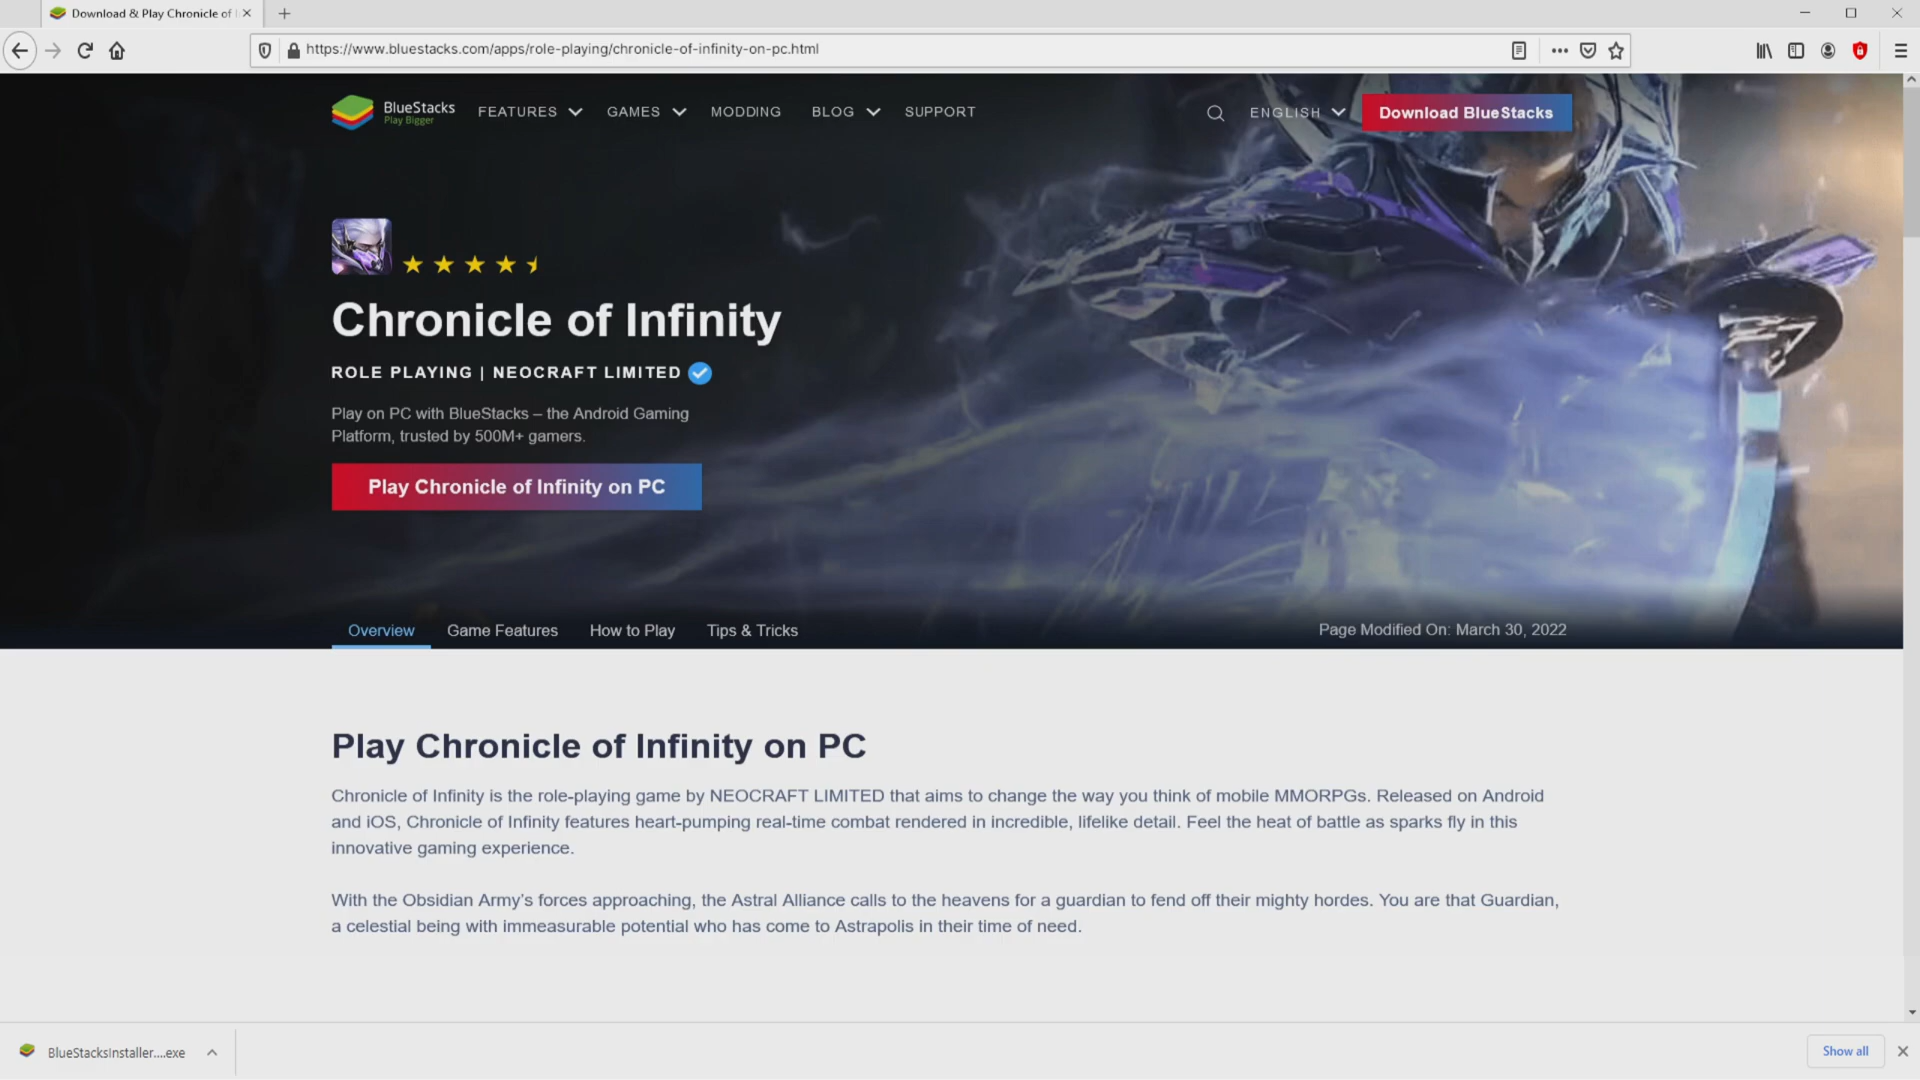 Download & Play Chronicle of
https://www.bluestacks.com/apps/role-playing/chronicle-of-infinity-on-pc.html
BlueStacks
Play Bigger
FEATURES
GAMES
MODDING
BLOG
SUPPORT
ENGLISH
Download BlueStacks
Chronicle of Infinity
ROLE PLAYING | NEOCRAFT LIMITED
Play on PC with BlueStacks – the Android Gaming
Platform, trusted by 500M+ gamers.
Play Chronicle of Infinity on PC
Overview
Game Features
How to Play
Tips & Tricks
Page Modified On: March 30, 2022
Play Chronicle of Infinity on PC
Chronicle of Infinity is the role-playing game by NEOCRAFT LIMITED that aims to change the way you think of mobile MMORPGs. Released on Android
and iOS, Chronicle of Infinity features heart-pumping real-time combat rendered in incredible, lifelike detail. Feel the heat of battle as sparks fly in this
innovative gaming experience.
With the Obsidian Army’s forces approaching, the Astral Alliance calls to the heavens for a guardian to fend off their mighty hordes. You are that Guardian,
a celestial being with immeasurable potential who has come to Astrapolis in their time of need.
BlueStacksInstaller....exe
Show all